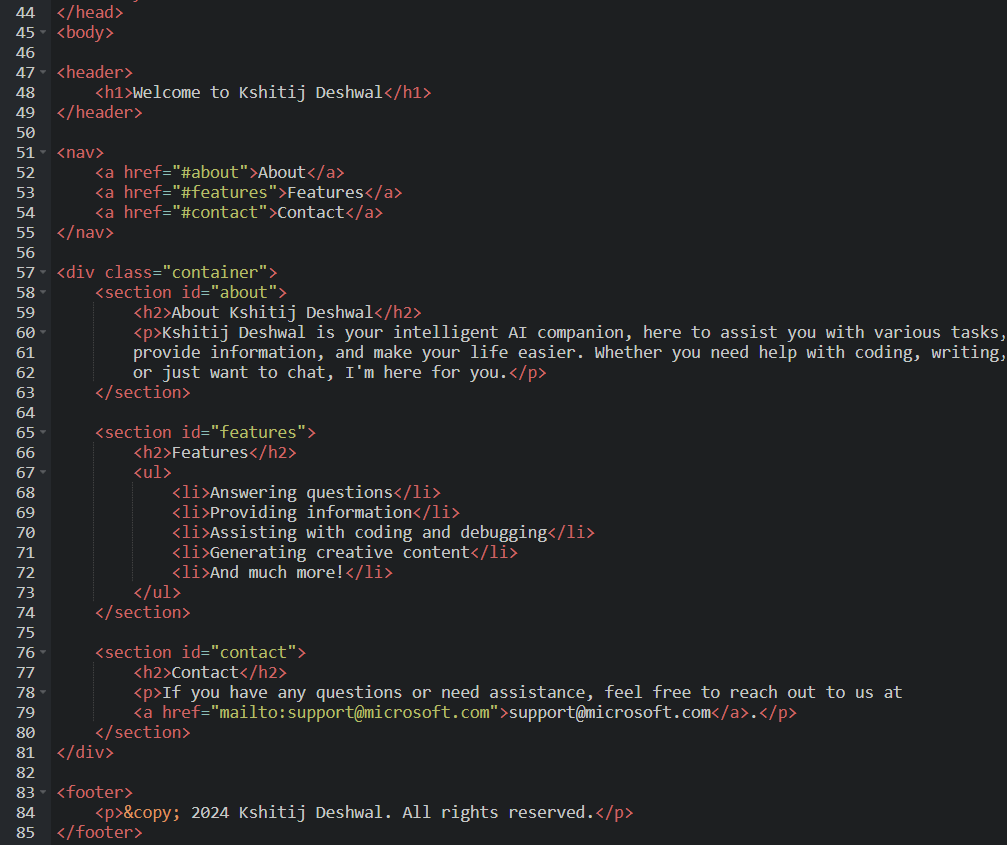 44 </head>
45 <body>
46
47 <header>
48     <h1>Welcome to Kshitij Deshwal</h1>
49 </header>
50
51 <nav>
52     <a href="#about">About</a>
53     <a href="#features">Features</a>
54     <a href="#contact">Contact</a>
55 </nav>
56
57 <div class="container">
58     <section id="about">
59         <h2>About Kshitij Deshwal</h2>
60         <p>Kshitij Deshwal is your intelligent AI companion, here to assist you with various tasks,
61         provide information, and make your life easier. Whether you need help with coding, writing,
62         or just want to chat, I'm here for you.</p>
63     </section>
64
65     <section id="features">
66         <h2>Features</h2>
67         <ul>
68             <li>Answering questions</li>
69             <li>Providing information</li>
70             <li>Assisting with coding and debugging</li>
71             <li>Generating creative content</li>
72             <li>And much more!</li>
73         </ul>
74     </section>
75
76     <section id="contact">
77         <h2>Contact</h2>
78         <p>If you have any questions or need assistance, feel free to reach out to us at
79         <a href="mailto:support@microsoft.com">support@microsoft.com</a>.</p>
80     </section>
81 </div>
82
83 <footer>
84     <p>&copy; 2024 Kshitij Deshwal. All rights reserved.</p>
85 </footer>